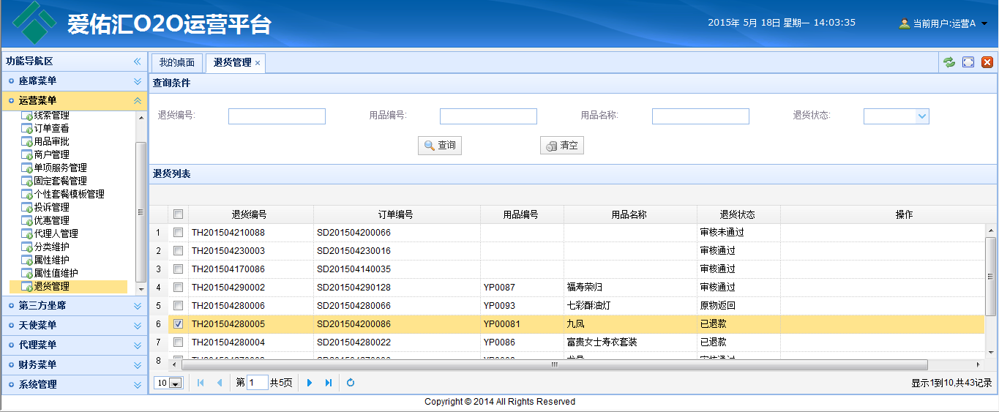 爱佑汇O2O运营平台
2015年 5月 18日 星期一 14:03:35
当前用户:运营A
功能导航区
座席菜单
运营菜单
线索管理
订单查看
用品审批
商户管理
单项服务管理
固定套餐管理
个性套餐模板管理
投诉管理
优惠管理
代理人管理
分类维护
属性维护
属性值维护
退货管理
第三方坐席
天使菜单
代理菜单
财务菜单
系统管理
我的桌面 退货管理
查询条件
退货编号: 用品编号: 用品名称: 退货状态:
查询 清空
退货列表
退货编号 订单编号 用品编号 用品名称 退货状态 操作
1 TH201504210088 SD201504200066 审核未通过
2 TH201504230003 SD201504230016 审核通过
3 TH201504170086 SD201504140035 审核通过
4 TH201504290002 SD201504290128 YP0087 福寿荣归 审核通过
5 TH201504280006 SD201504280066 YP0093 七彩酥油灯 原物返回
6 TH201504280005 SD201504200086 YP00081 九凤 已退款
7 TH201504280004 SD201504280022 YP0086 富贵女士寿衣套装 已退款
8
10 第 1 共5页 显示1到10,共43记录
Copyright © 2014 All Rights Reserved